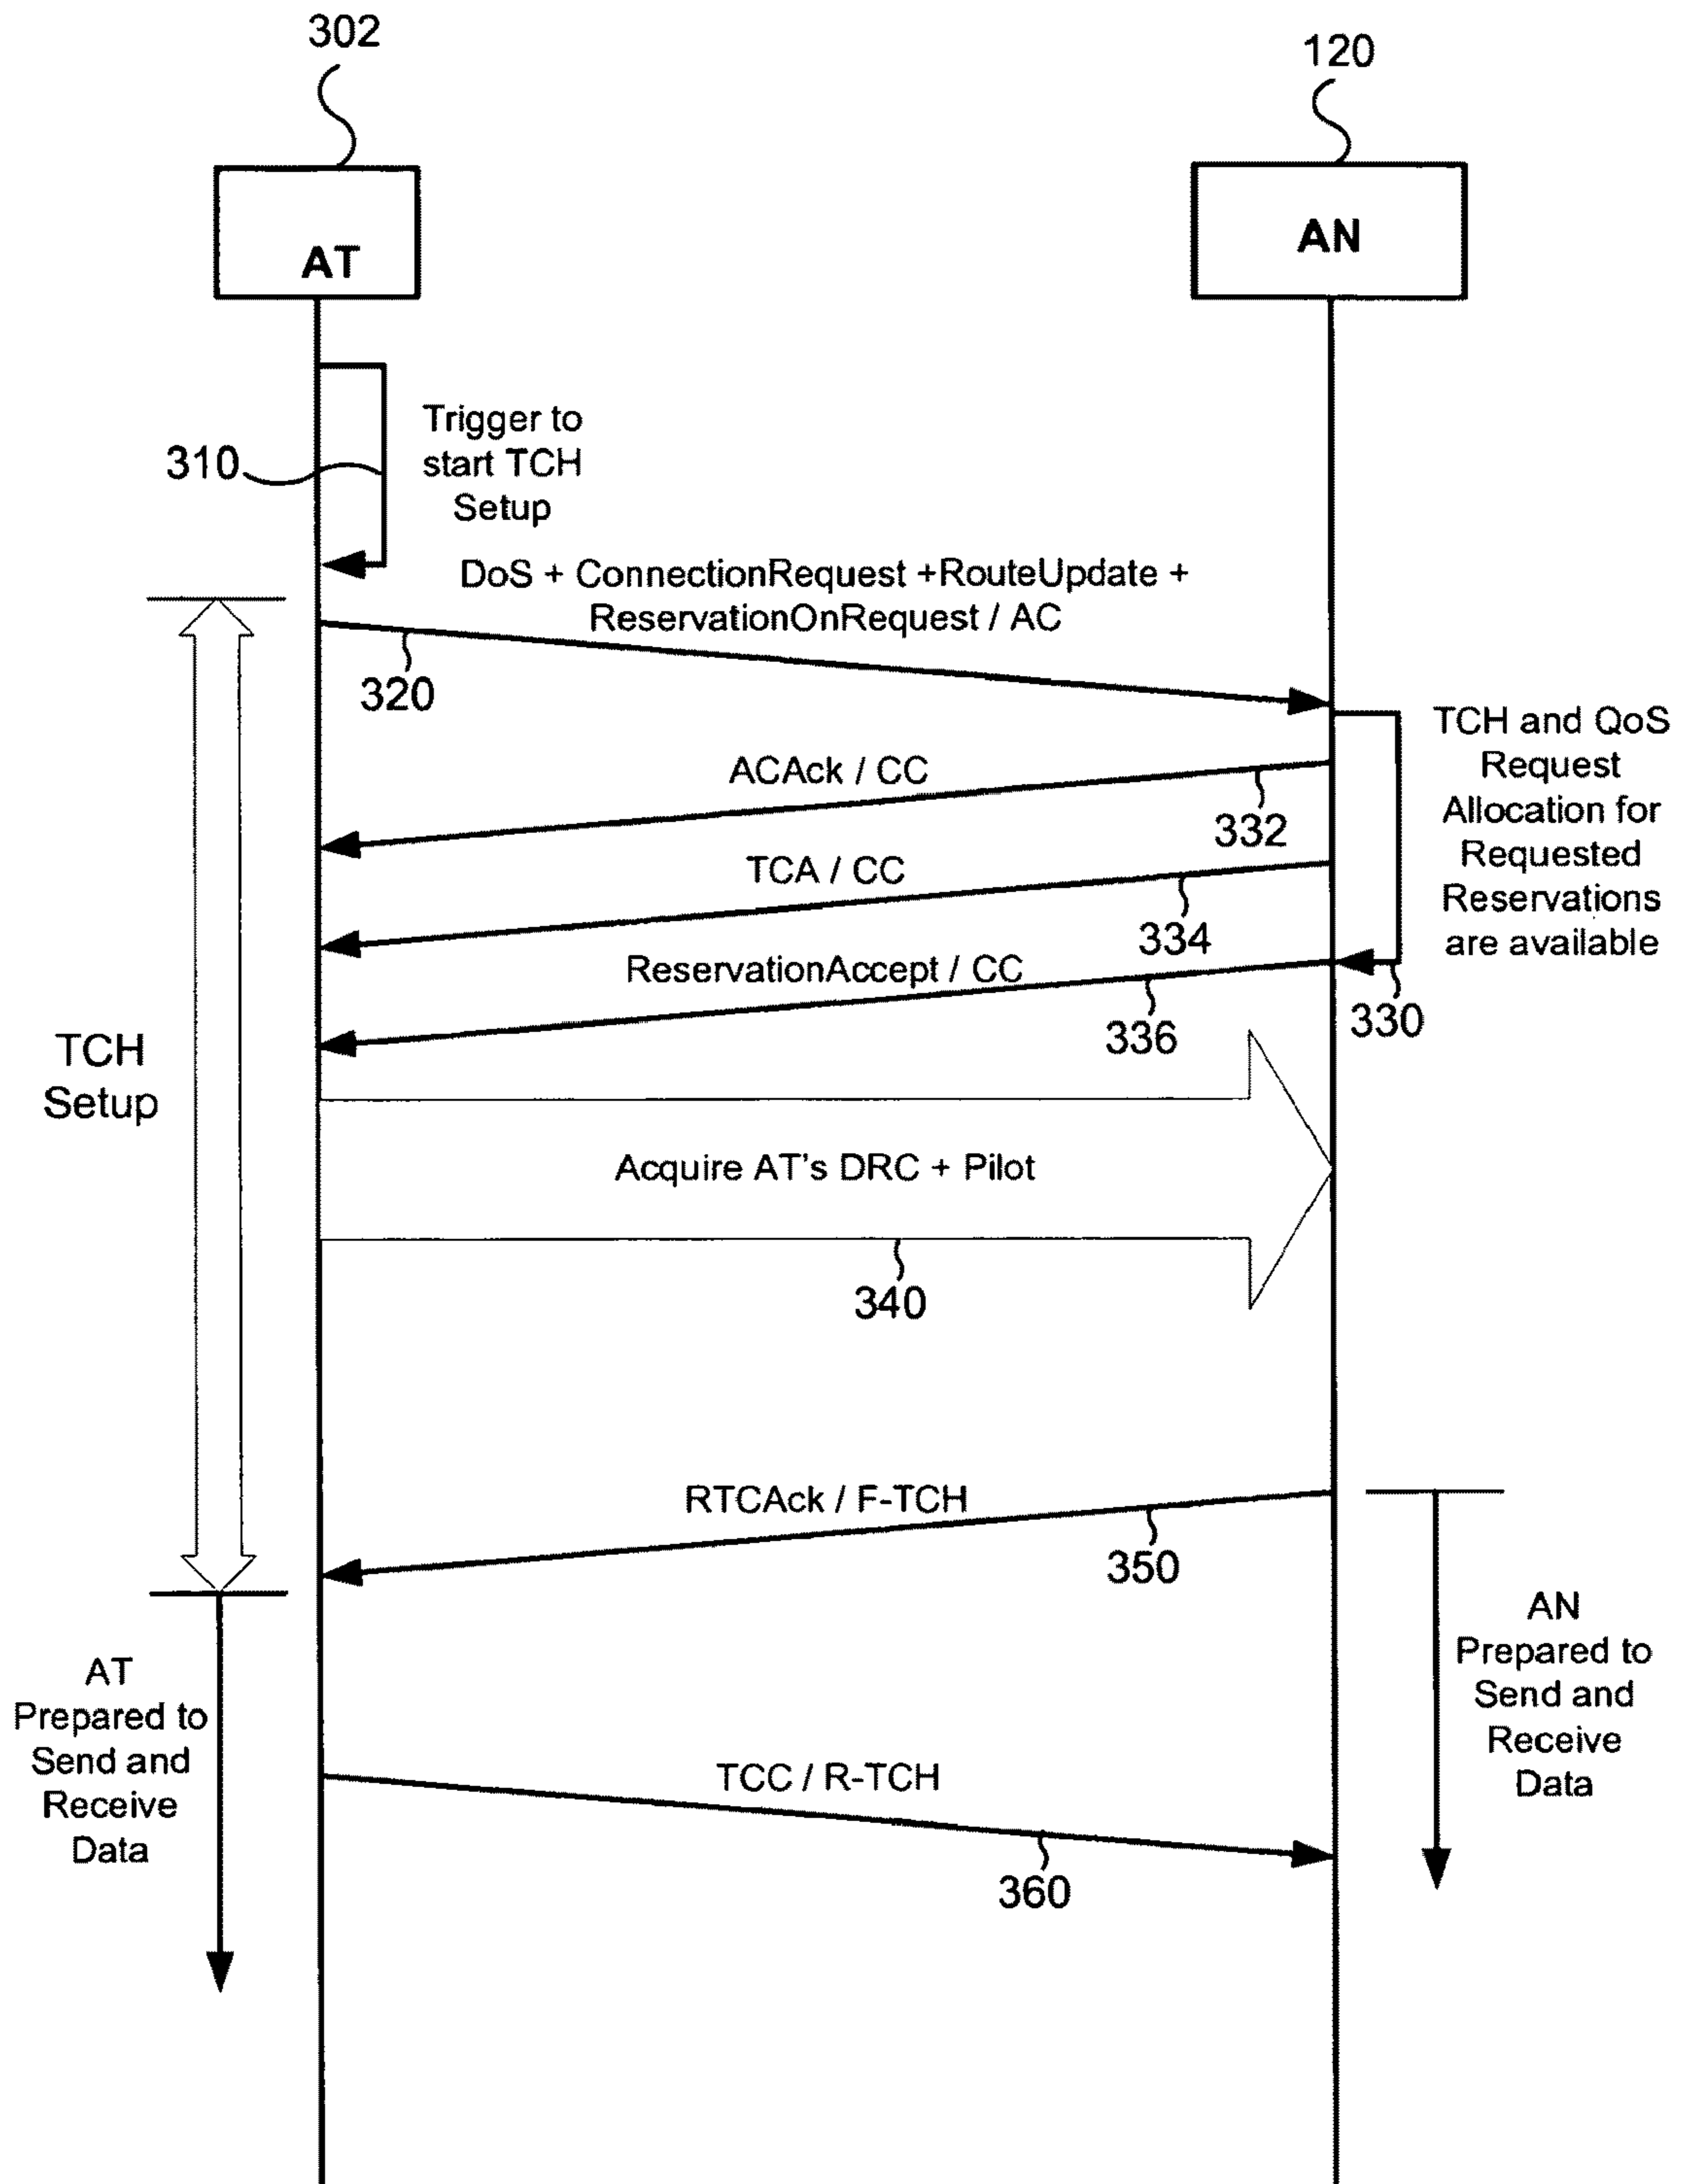 302
120
AT
AN
310
Trigger to
start TCH
Setup
DoS + ConnectionRequest +RouteUpdate +
ReservationOnRequest / AC
320
TCH and QoS
Request
Allocation for
Requested
Reservations
are available
ACAck / CC
332
TCA / CC
334
ReservationAccept / CC
336
330
TCH
Setup
Acquire AT's DRC + Pilot
340
RTCAck / F-TCH
350
AT
Prepared to
Send and
Receive
Data
AN
Prepared to
Send and
Receive
Data
TCC / R-TCH
360